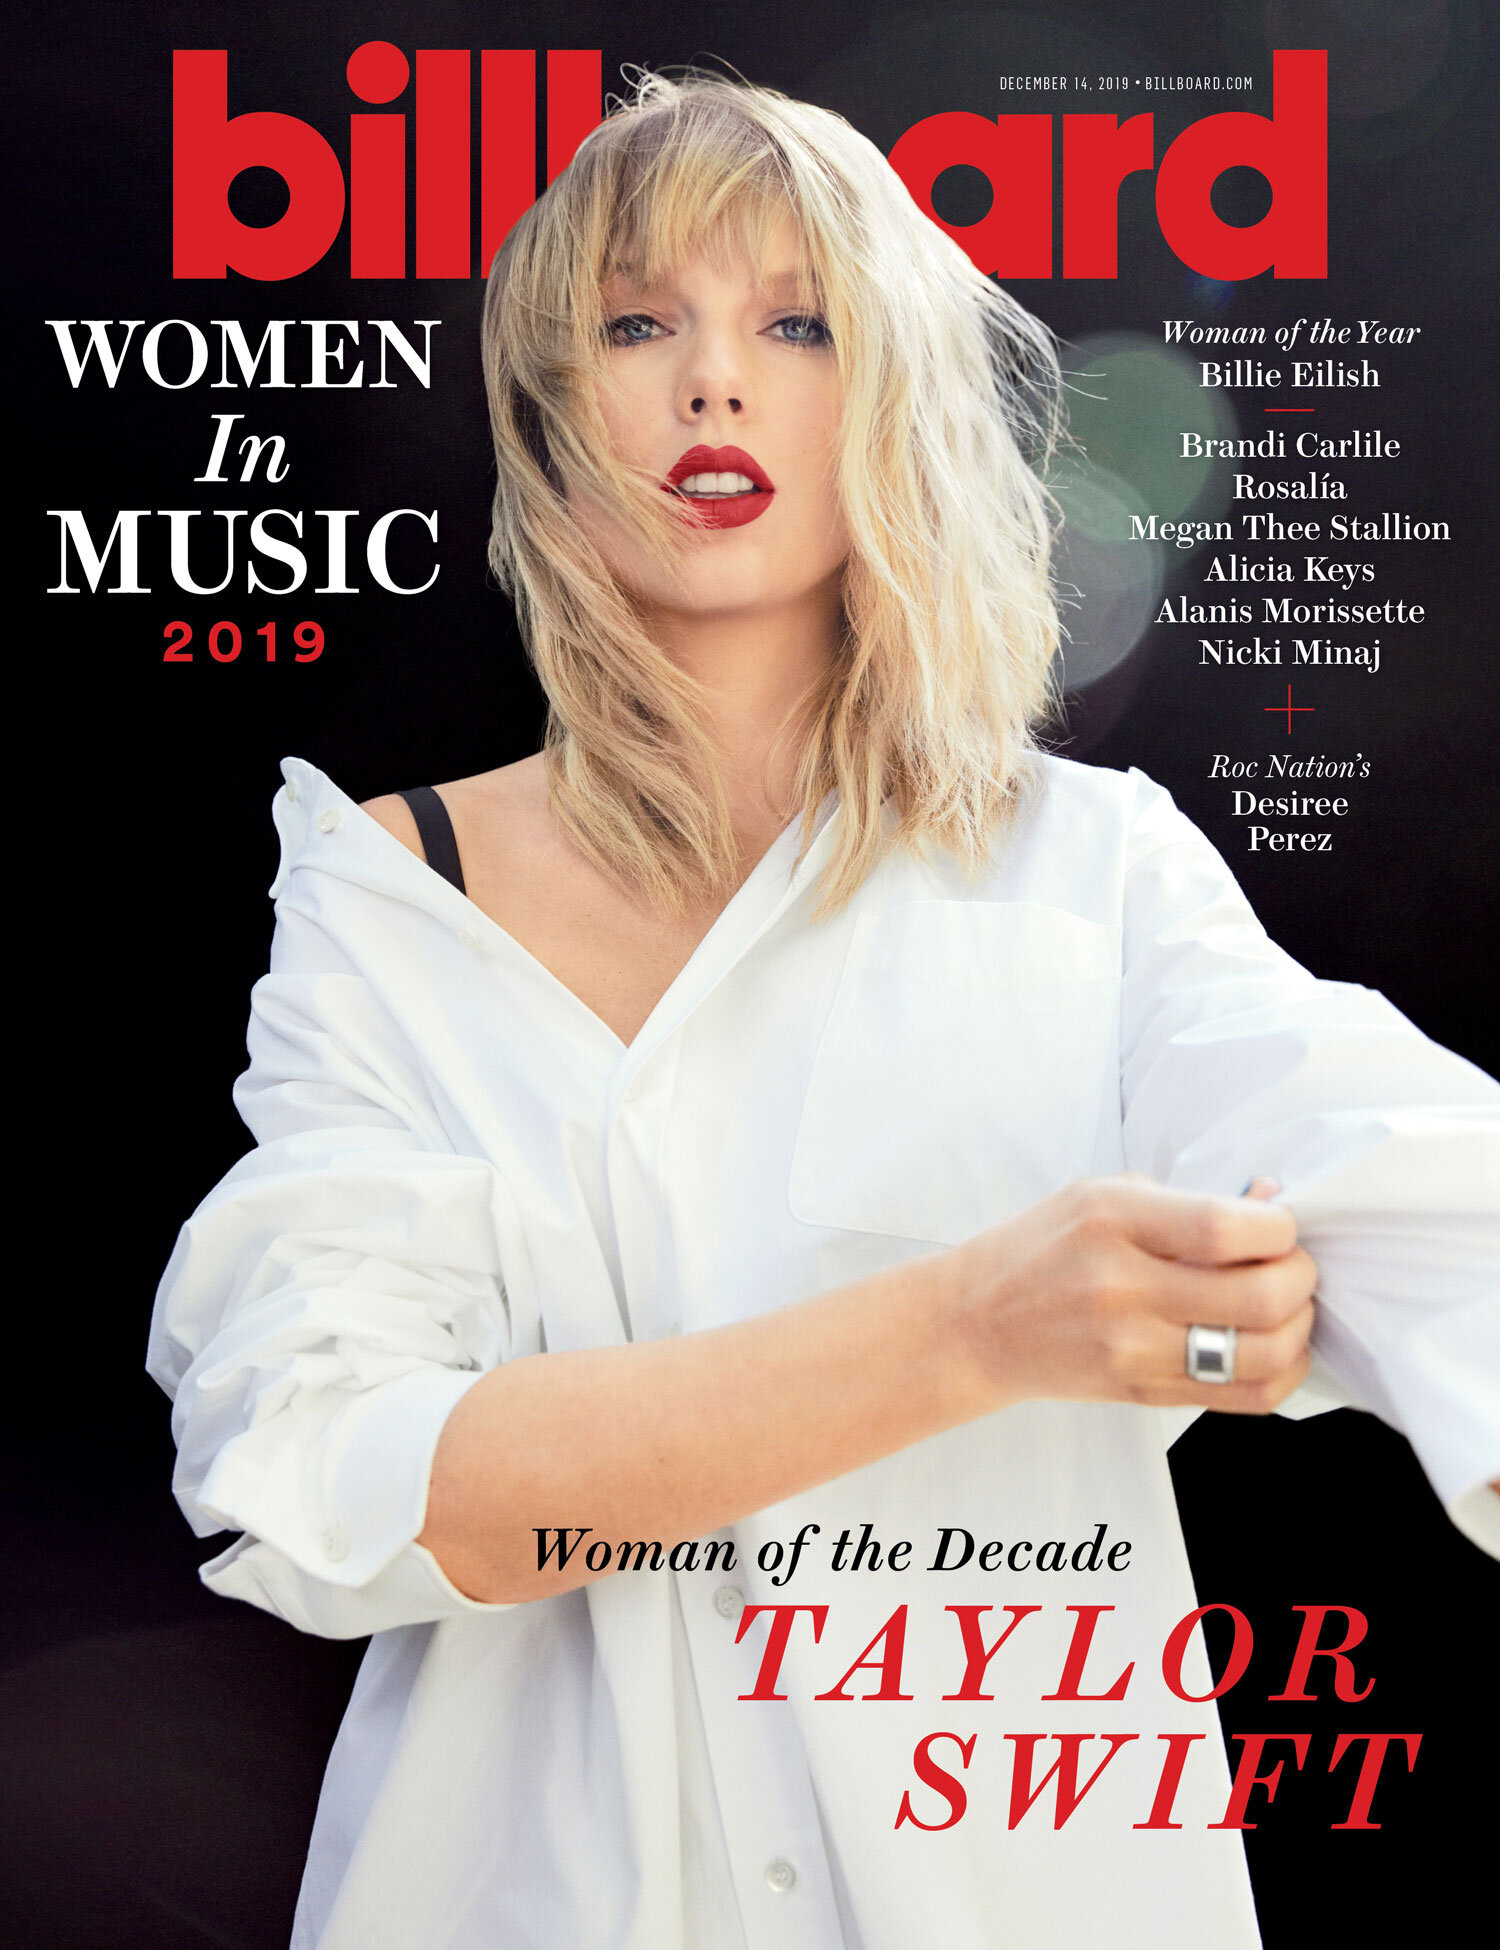 billboard
DECEMBER 14, 2019 • BILLBOARD.COM
WOMEN
In
MUSIC
2019
Woman of the Year
Billie Eilish
Brandi Carlile
Rosalía
Megan Thee Stallion
Alicia Keys
Alanis Morissette
Nicki Minaj
+
Roc Nation's
Desiree
Perez
Woman of the Decade
TAYLOR
SWIFT